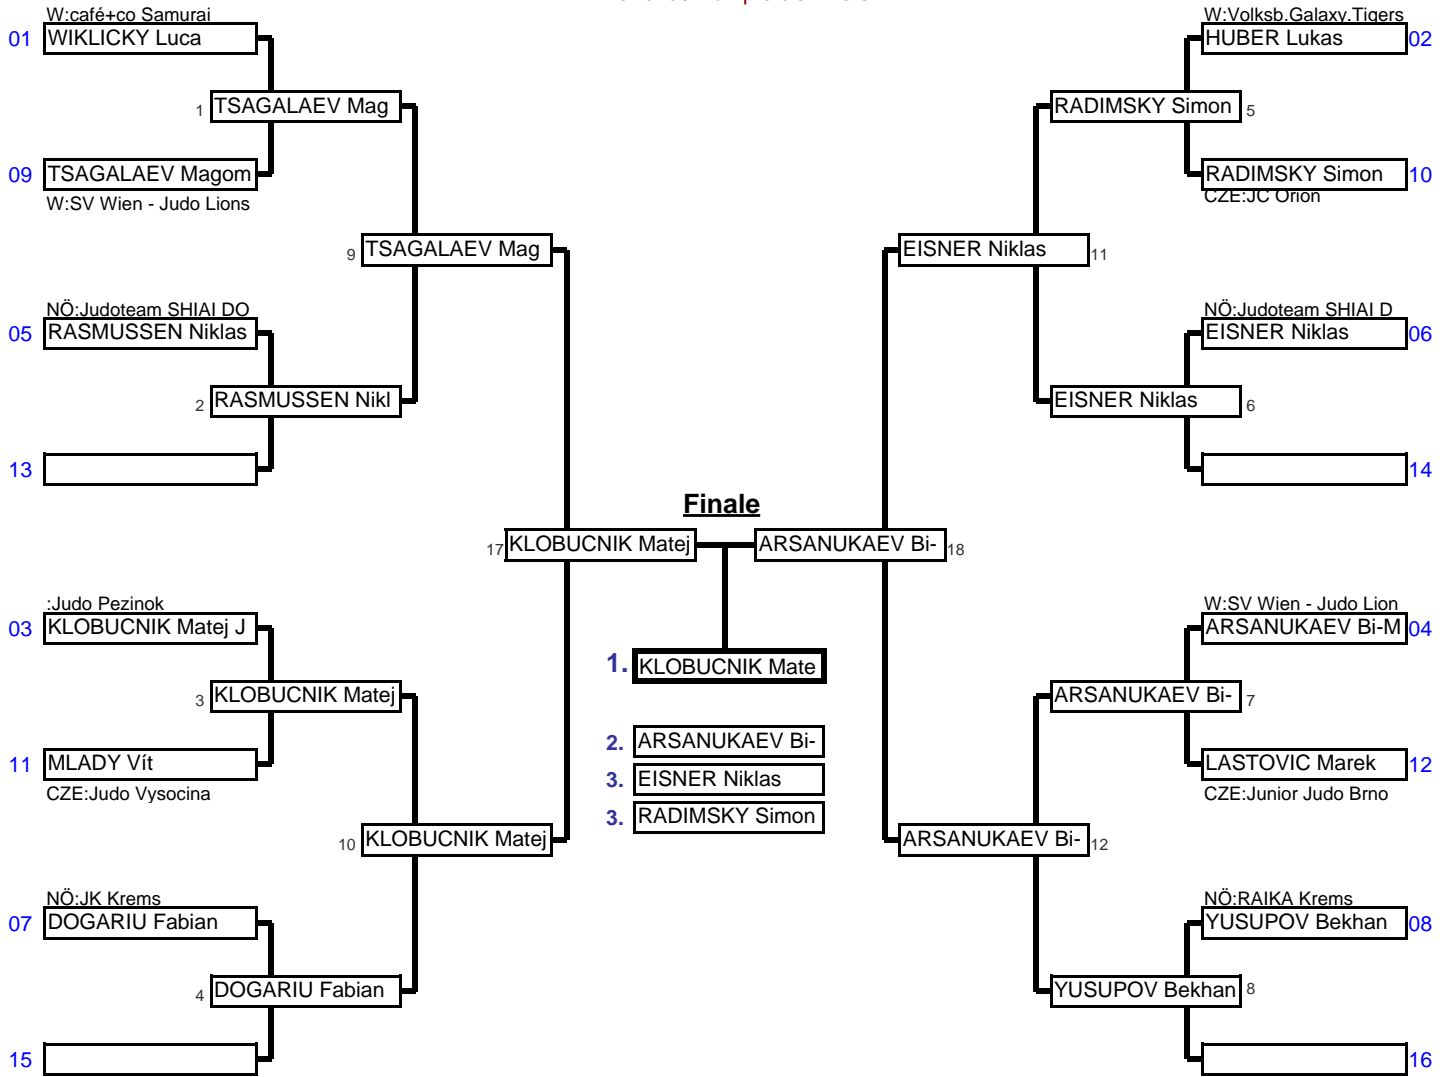 W:café+co Samurai
01 WIKLICKY Luca
1 TSAGALAEV Mag
09 TSAGALAEV Magom
W:SV Wien - Judo Lions
9 TSAGALAEV Mag
NÖ:Judoteam SHIAI DO
05 RASMUSSEN Niklas
2 RASMUSSEN Nikl
13
17 KLOBUCNIK Matej
:Judo Pezinok
03 KLOBUCNIK Matej J
3 KLOBUCNIK Matej
11 MLADY Vít
CZE:Judo Vysocina
10 KLOBUCNIK Matej
NÖ:JK Krems
07 DOGARIU Fabian
4 DOGARIU Fabian
15
Finale
1. KLOBUCNIK Mate
2. ARSANUKAEV Bi-
3. EISNER Niklas
3. RADIMSKY Simon
W:Volksb.Galaxy.Tigers
HUBER Lukas 02
RADIMSKY Simon 5
RADIMSKY Simon 10
CZE:JC Orion
EISNER Niklas 11
NÖ:Judoteam SHIAI D
EISNER Niklas 06
EISNER Niklas 6
14
ARSANUKAEV Bi- 18
W:SV Wien - Judo Lion
ARSANUKAEV Bi-M 04
ARSANUKAEV Bi- 7
LASTOVIC Marek 12
CZE:Junior Judo Brno
ARSANUKAEV Bi- 12
NÖ:RAIKA Krems
YUSUPOV Bekhan 08
YUSUPOV Bekhan 8
16